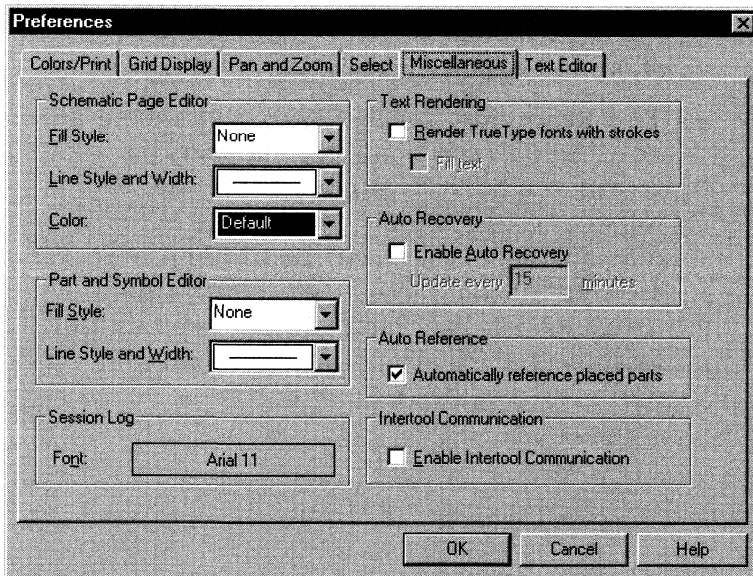 Preferences
Colors/Print Grid Display Pan and Zoom Select Miscellaneous Text Editor
Schematic Page Editor
Fill Style: None
Line Style and Width:
Color: Default
Part and Symbol Editor
Fill Style: None
Line Style and Width:
Session Log
Font: Arial 11
Text Rendering
Render TrueType fonts with strokes
Fill text
Auto Recovery
Enable Auto Recovery
Update every 15 minutes
Auto Reference
Automatically reference placed parts
Intertool Communication
Enable Intertool Communication
OK Cancel Help